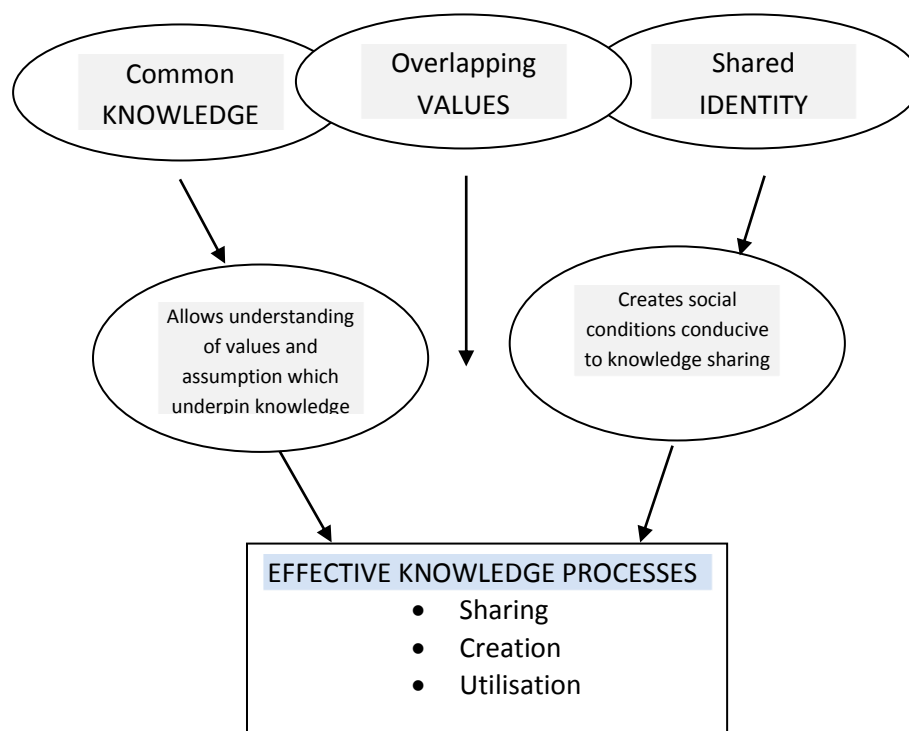 Common
KNOWLEDGE
Overlapping
VALUES
Shared
IDENTITY
Allows understanding
of values and
assumption which
underpin knowledge
Creates social
conditions conducive
to knowledge sharing
EFFECTIVE KNOWLEDGE PROCESSES
• Sharing
• Creation
• Utilisation